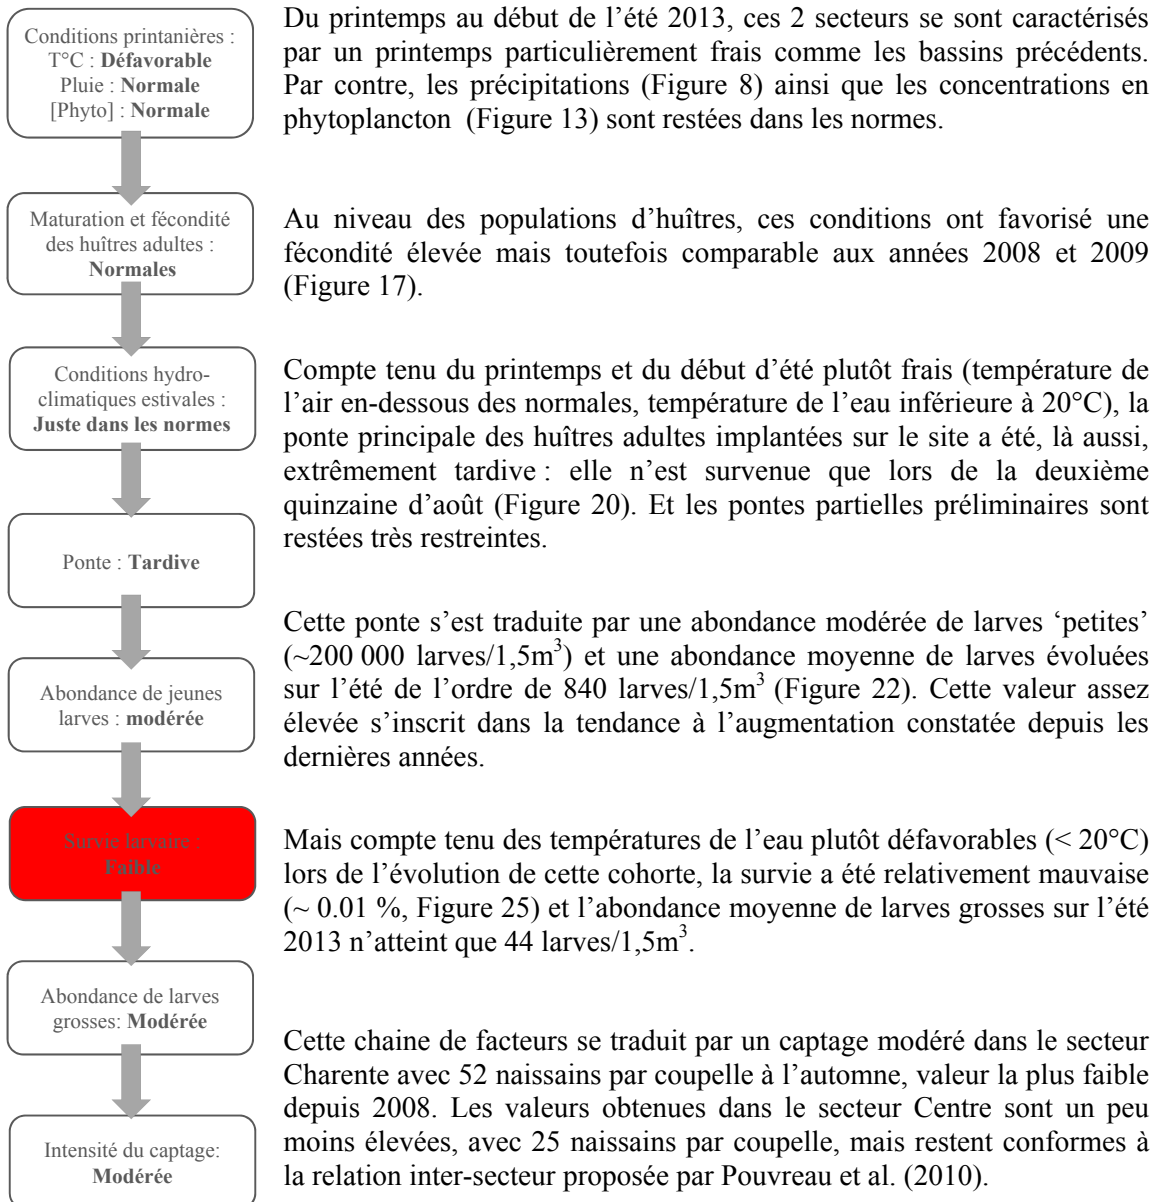 Conditions printanières :
T°C : Défavorable
Pluie : Normale
[Phyto] : Normale
Du printemps au début de l’été 2013, ces 2 secteurs se sont caractérisés
par un printemps particulièrement frais comme les bassins précédents.
Par contre, les précipitations (Figure 8) ainsi que les concentrations en
phytoplancton (Figure 13) sont restées dans les normes.
Maturation et fécondité
des huîtres adultes :
Normales
Au niveau des populations d’huîtres, ces conditions ont favorisé une
fécondité élevée mais toutefois comparable aux années 2008 et 2009
(Figure 17).
Conditions hydro-
climatiques estivales :
Juste dans les normes
Compte tenu du printemps et du début d’été plutôt frais (température de
l’air en-dessous des normales, température de l’eau inférieure à 20°C), la
ponte principale des huîtres adultes implantées sur le site a été, là aussi,
extrêmement tardive : elle n’est survenue que lors de la deuxième
quinzaine d’août (Figure 20). Et les pontes partielles préliminaires sont
restées très restreintes.
Ponte : Tardive
Cette ponte s’est traduite par une abondance modérée de larves ‘petites’
(~200 000 larves/1,5m³) et une abondance moyenne de larves évoluées
sur l’été de l’ordre de 840 larves/1,5m³ (Figure 22). Cette valeur assez
élevée s’inscrit dans la tendance à l’augmentation constatée depuis les
dernières années.
Abondance de jeunes
larves : modérée
Survie larvaire :
Faible
Mais compte tenu des températures de l’eau plutôt défavorables (< 20°C)
lors de l’évolution de cette cohorte, la survie a été relativement mauvaise
(~ 0.01 %, Figure 25) et l’abondance moyenne de larves grosses sur l’été
2013 n’atteint que 44 larves/1,5m³.
Abondance de larves
grosses: Modérée
Cette chaine de facteurs se traduit par un captage modéré dans le secteur
Charente avec 52 naissains par coupelle à l’automne, valeur la plus faible
depuis 2008. Les valeurs obtenues dans le secteur Centre sont un peu
moins élevées, avec 25 naissains par coupelle, mais restent conformes à
la relation inter-secteur proposée par Pouvreau et al. (2010).
Intensité du captage:
Modérée